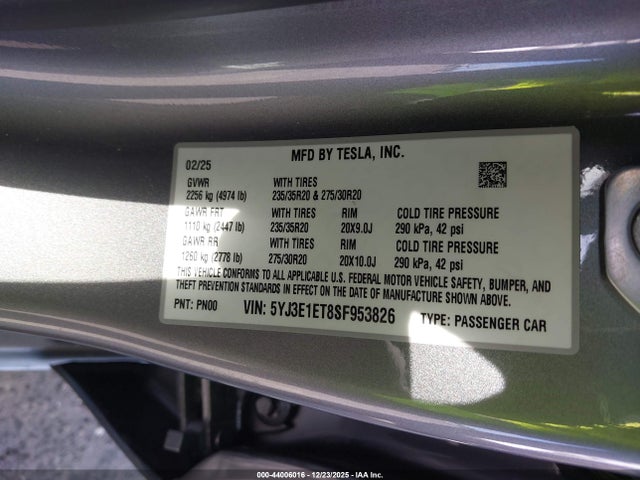 MFD BY TESLA, INC.
02/25
GVWR WITH TIRES
2256 kg (4974 lb) 235/35R20 & 275/30R20
GAWR FRT WITH TIRES RIM COLD TIRE PRESSURE
1110 kg (2447 lb) 235/35R20 20X9.0J 290 kPa, 42 psi
GAWR RR WITH TIRES RIM COLD TIRE PRESSURE
1260 kg (2778 lb) 275/30R20 20X10.0J 290 kPa, 42 psi
THIS VEHICLE CONFORMS TO ALL APPLICABLE U.S. FEDERAL MOTOR VEHICLE SAFETY, BUMPER, AND
THEFT PREVENTION STANDARDS IN EFFECT ON THE DATE OF MANUFACTURE SHOWN ABOVE.
PNT: PN00 VIN: 5YJ3E1ET8SF953826 TYPE: PASSENGER CAR
000-44006016 - 12/23/2025 - IAA Inc.